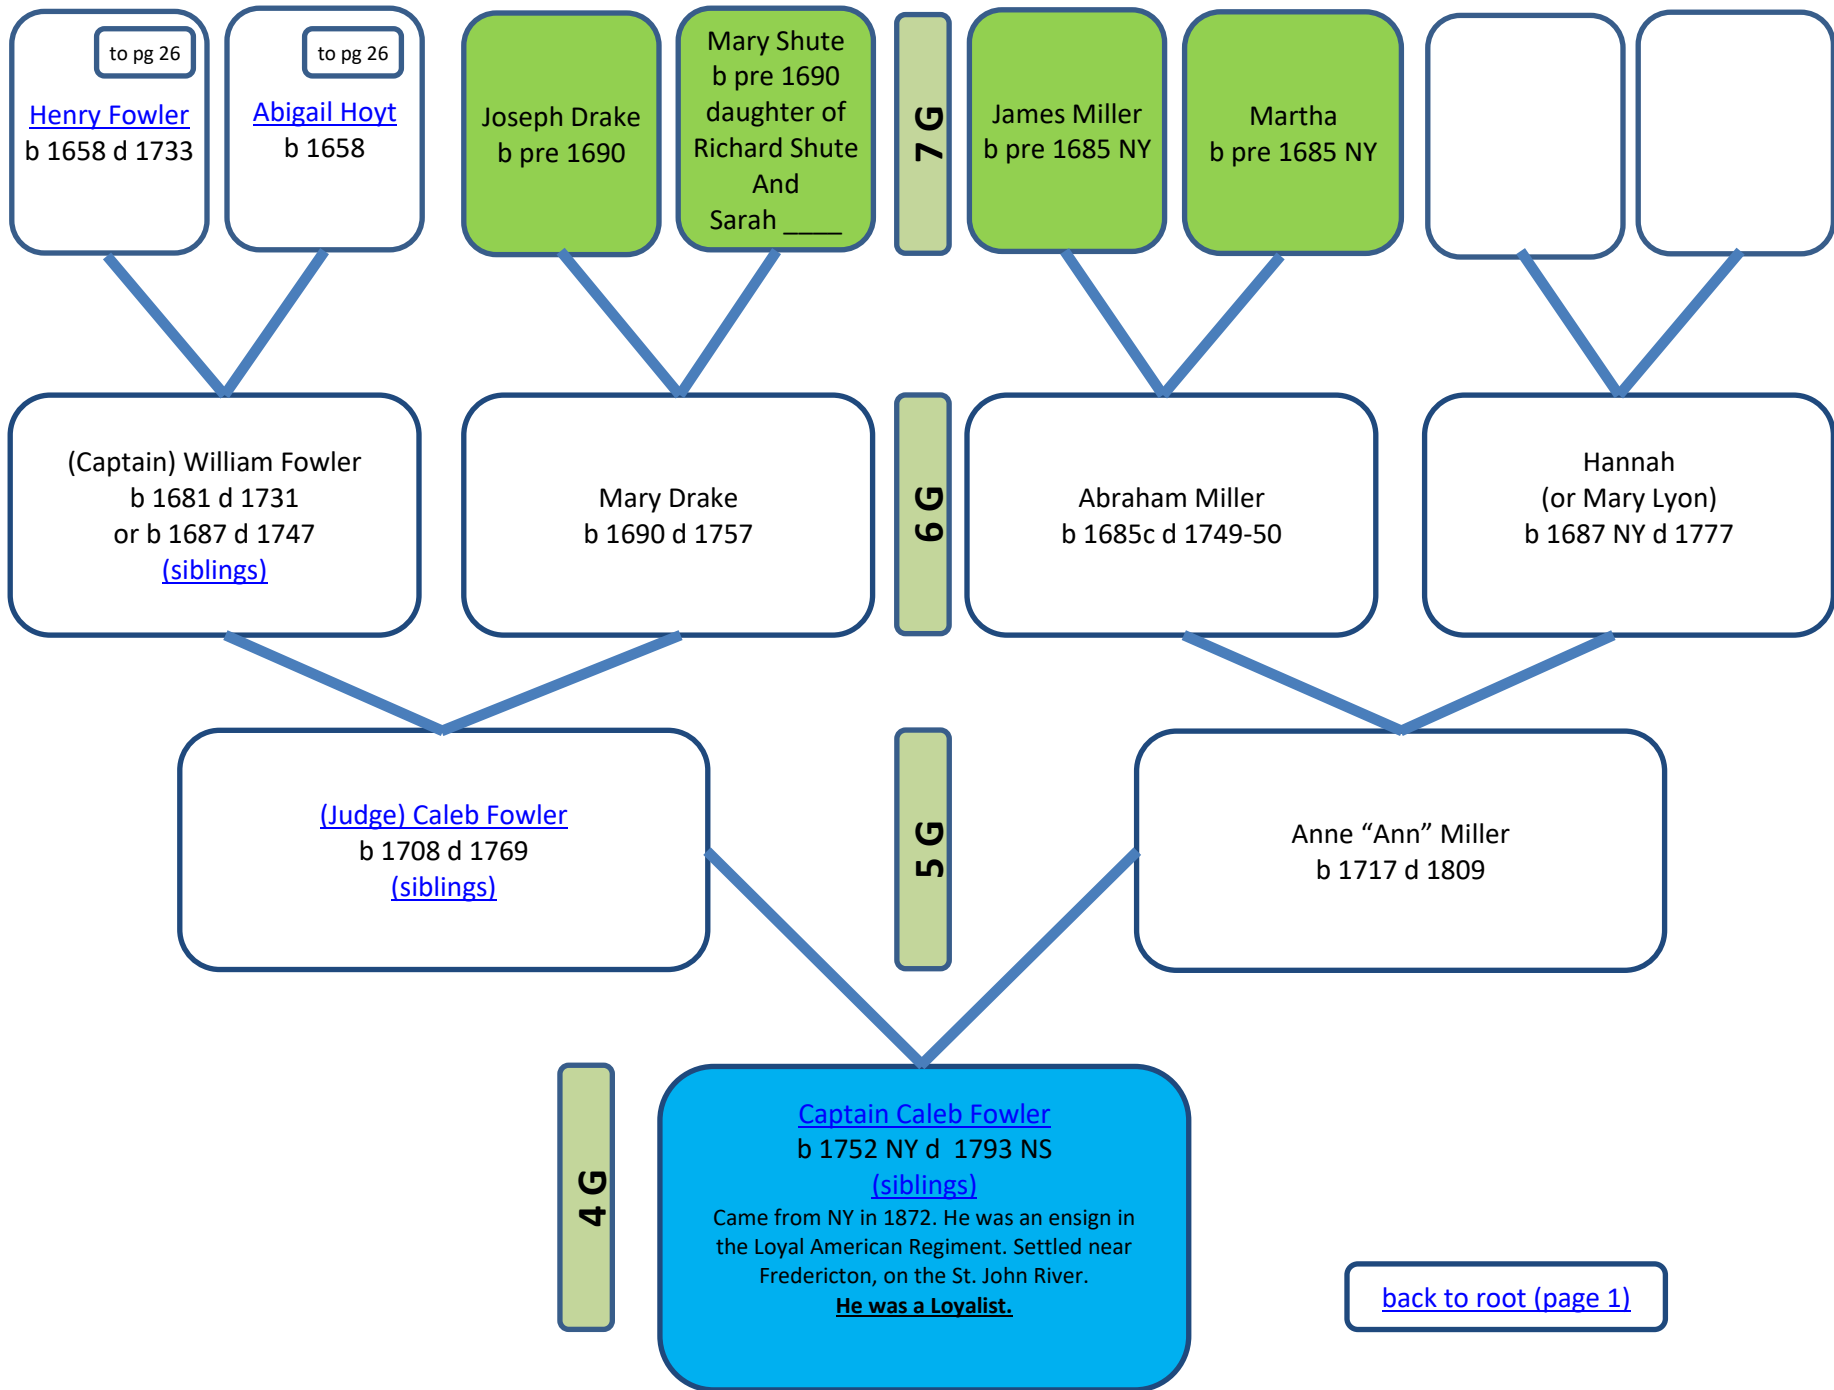 to pg 26
Henry Fowler
b 1658 d 1733
to pg 26
Abigail Hoyt
b 1658
Joseph Drake
b pre 1690
Mary Shute
b pre 1690
daughter of
Richard Shute
And
Sarah ____
7 G
James Miller
b pre 1685 NY
Martha
b pre 1685 NY
(Captain) William Fowler
b 1681 d 1731
or b 1687 d 1747
(siblings)
Mary Drake
b 1690 d 1757
6 G
Abraham Miller
b 1685c d 1749-50
Hannah
(or Mary Lyon)
b 1687 NY d 1777
(Judge) Caleb Fowler
b 1708 d 1769
(siblings)
5 G
Anne “Ann” Miller
b 1717 d 1809
4 G
Captain Caleb Fowler
b 1752 NY d 1793 NS
(siblings)
Came from NY in 1872. He was an ensign in
the Loyal American Regiment. Settled near
Fredericton, on the St. John River.
He was a Loyalist.
back to root (page 1)